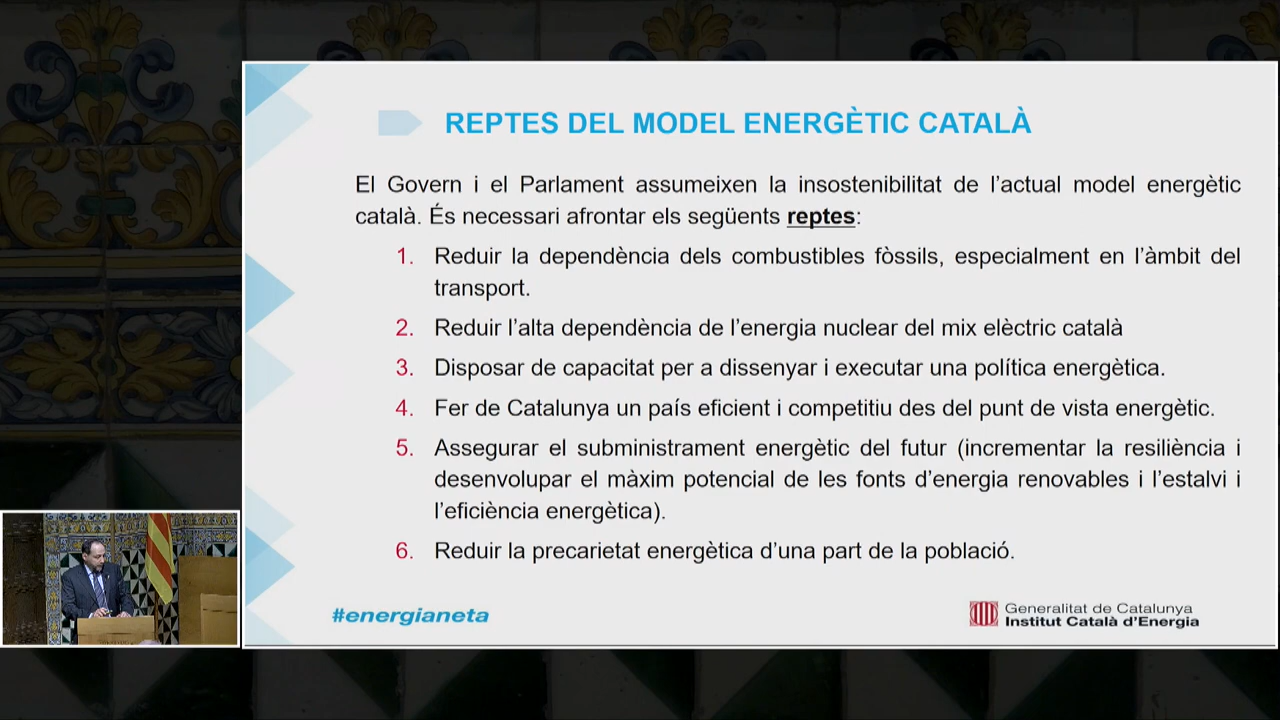 REPTES DEL MODEL ENERGÈTIC CATALÀ
El Govern i el Parlament assumeixen la insostenibilitat de l’actual model energètic
català. És necessari afrontar els següents reptes:
1. Reduir la dependència dels combustibles fòssils, especialment en l’àmbit del
transport.
2. Reduir l’alta dependència de l’energia nuclear del mix elèctric català
3. Disposar de capacitat per a dissenyar i executar una política energètica.
4. Fer de Catalunya un país eficient i competitiu des del punt de vista energètic.
5. Assegurar el subministrament energètic del futur (incrementar la resiliència i
desenvolupar el màxim potencial de les fonts d’energia renovables i l’estalvi i
l’eficiència energètica).
6. Reduir la precarietat energètica d’una part de la població.
#energianeta
Generalitat de Catalunya
Institut Català d’Energia